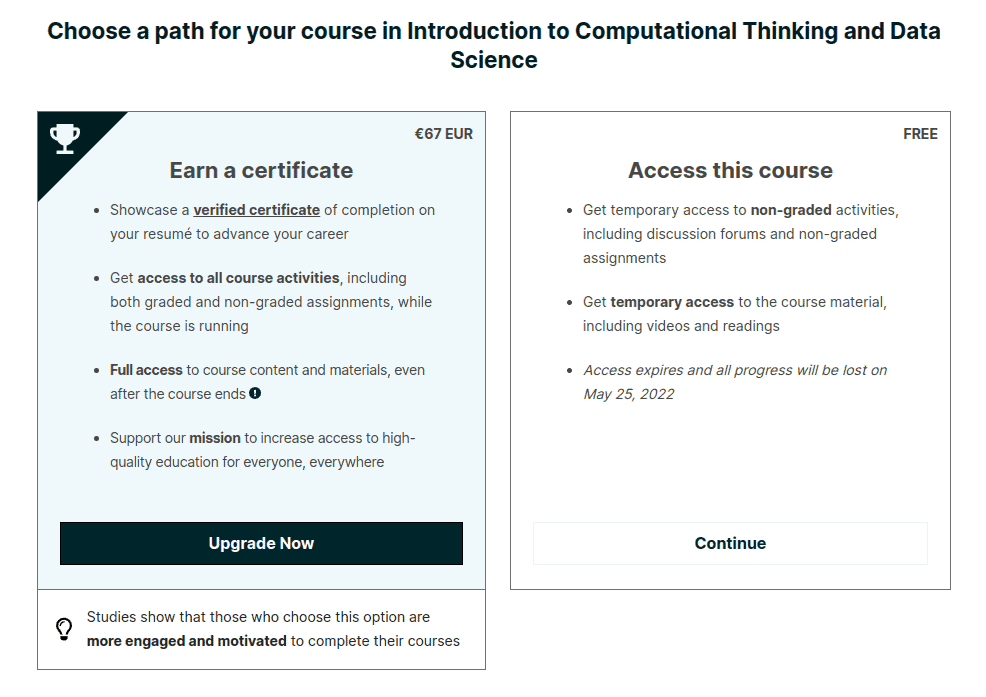 Choose a path for your course in Introduction to Computational Thinking and Data
Science
€67 EUR
Earn a certificate
• Showcase a verified certificate of completion on
your resumé to advance your career
• Get access to all course activities, including
both graded and non-graded assignments, while
the course is running
• Full access to course content and materials, even
after the course ends
• Support our mission to increase access to high-
quality education for everyone, everywhere
Upgrade Now
Studies show that those who choose this option are
more engaged and motivated to complete their courses
FREE
Access this course
• Get temporary access to non-graded activities,
including discussion forums and non-graded
assignments
• Get temporary access to the course material,
including videos and readings
• Access expires and all progress will be lost on
May 25, 2022
Continue